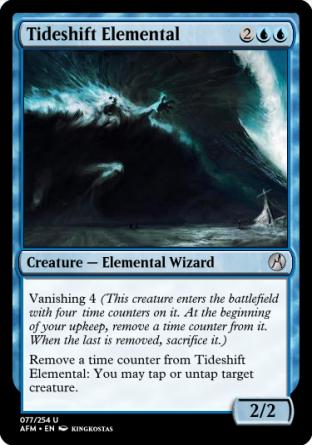 Tideshift Elemental 2
Creature — Elemental Wizard
Vanishing 4 (This creature enters the battlefield
with four time counters on it. At the beginning
of your upkeep, remove a time counter from it.
When the last is removed, sacrifice it.)
Remove a time counter from Tideshift
Elemental: You may tap or untap target
creature.
2/2
077/254 U
AFM • EN KINGKOSTAS